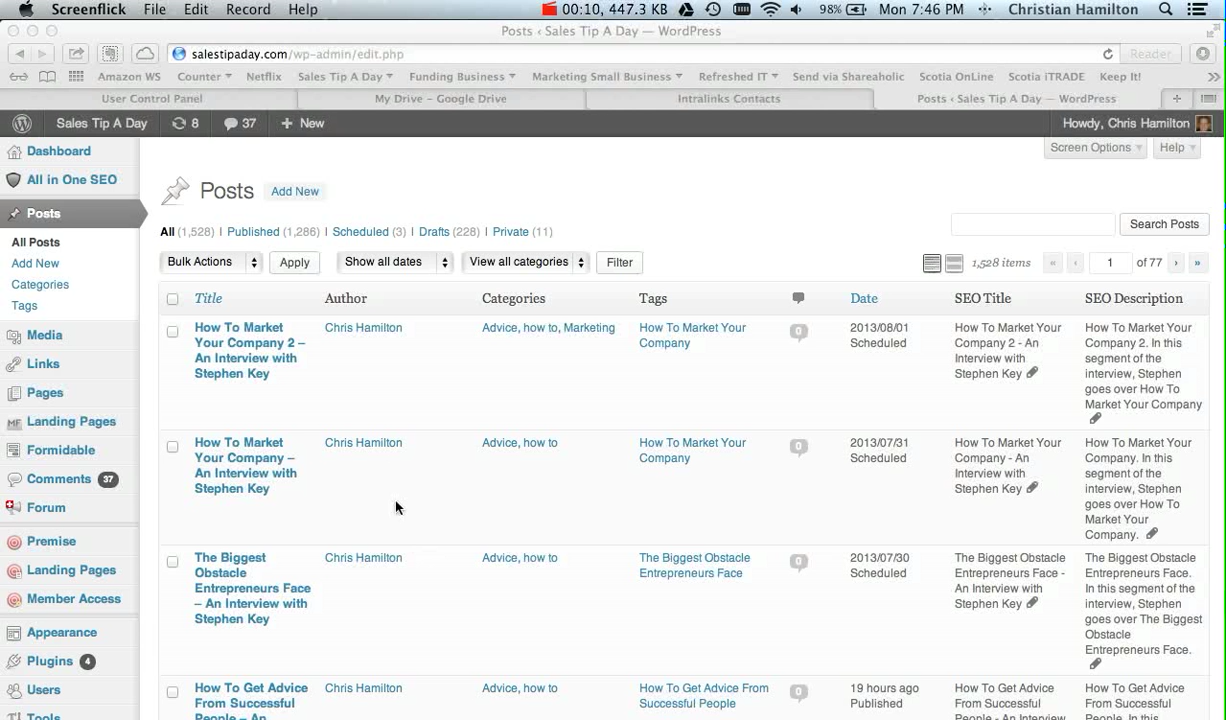 Screenflick File Edit Record Help 00:10, 447.3 KB 98% Mon 7:46 PM Christian Hamilton
Posts ‹ Sales Tip A Day — WordPress
salestipaday.com/wp-admin/edit.php Reader
Amazon WS Counter Netflix Sales Tip A Day Funding Business Marketing Small Business Refreshed IT Send via Shareaholic Scotia OnLine Scotia iTRADE Keep It!
User Control Panel My Drive – Google Drive Intralinks Contacts Posts ‹ Sales Tip A Day — WordPress
Sales Tip A Day 8 37 + New Howdy, Chris Hamilton
Screen Options Help
Dashboard
All in One SEO
Posts
All Posts
Add New
Categories
Tags
Media
Links
Pages
MF Landing Pages
Formidable
Comments 37
Forum
Premise
Landing Pages
Member Access
Appearance
Plugins 4
Users
Tools
Posts Add New
All (1,528) | Published (1,286) | Scheduled (3) | Drafts (228) | Private (11)
Search Posts
Bulk Actions Apply Show all dates View all categories Filter 1,528 items « ‹ 1 of 77 › »
Title Author Categories Tags Date SEO Title SEO Description
How To Market
Your Company 2 –
An Interview with
Stephen Key
Chris Hamilton
Advice, how to, Marketing
How To Market Your
Company
0
2013/08/01
Scheduled
How To Market Your
Company 2 - An
Interview with
Stephen Key
How To Market Your
Company 2. In this
segment of the
interview, Stephen
goes over How To
Market Your Company
How To Market
Your Company –
An Interview with
Stephen Key
Chris Hamilton
Advice, how to
How To Market Your
Company
0
2013/07/31
Scheduled
How To Market Your
Company - An
Interview with
Stephen Key
How To Market Your
Company. In this
segment of the
interview, Stephen
goes over How To
Market Your
Company.
The Biggest
Obstacle
Entrepreneurs Face
– An Interview with
Stephen Key
Chris Hamilton
Advice, how to
The Biggest Obstacle
Entrepreneurs Face
0
2013/07/30
Scheduled
The Biggest Obstacle
Entrepreneurs Face -
An Interview with
Stephen Key
The Biggest Obstacle
Entrepreneurs Face.
In this segment of the
interview, Stephen
goes over The Biggest
Obstacle
Entrepreneurs Face.
How To Get Advice
From Successful
People – An
Chris Hamilton
Advice, how to
How To Get Advice From
Successful People
0
19 hours ago
Published
How To Get Advice
From Successful
People - An Interview
How To Get Advice
From Successful
People. In this